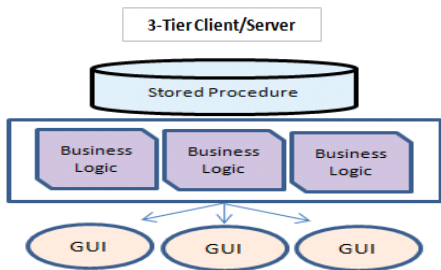 3-Tier Client/Server
Stored Procedure
Business
Logic
Business
Logic
Business
Logic
GUI
GUI
GUI